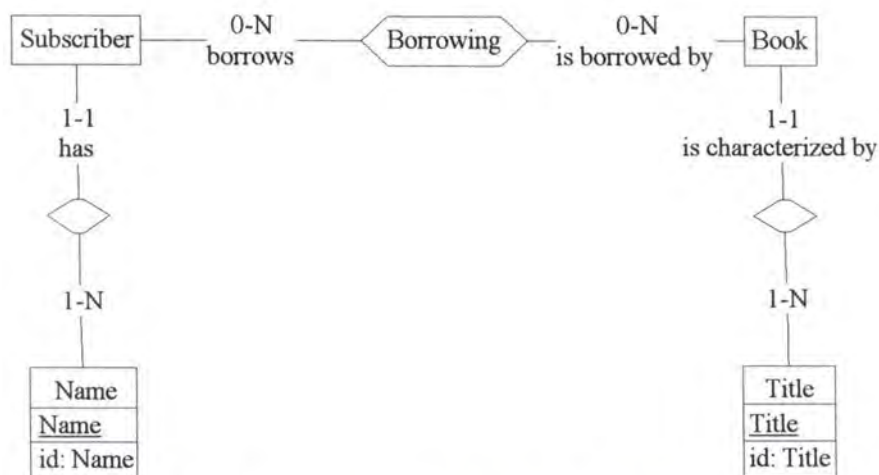 Subscriber
0-N
borrows
Borrowing
0-N
is borrowed by
Book
1-1
has
1-1
is characterized by
1-N
1-N
Name
Name
id: Name
Title
Title
id: Title